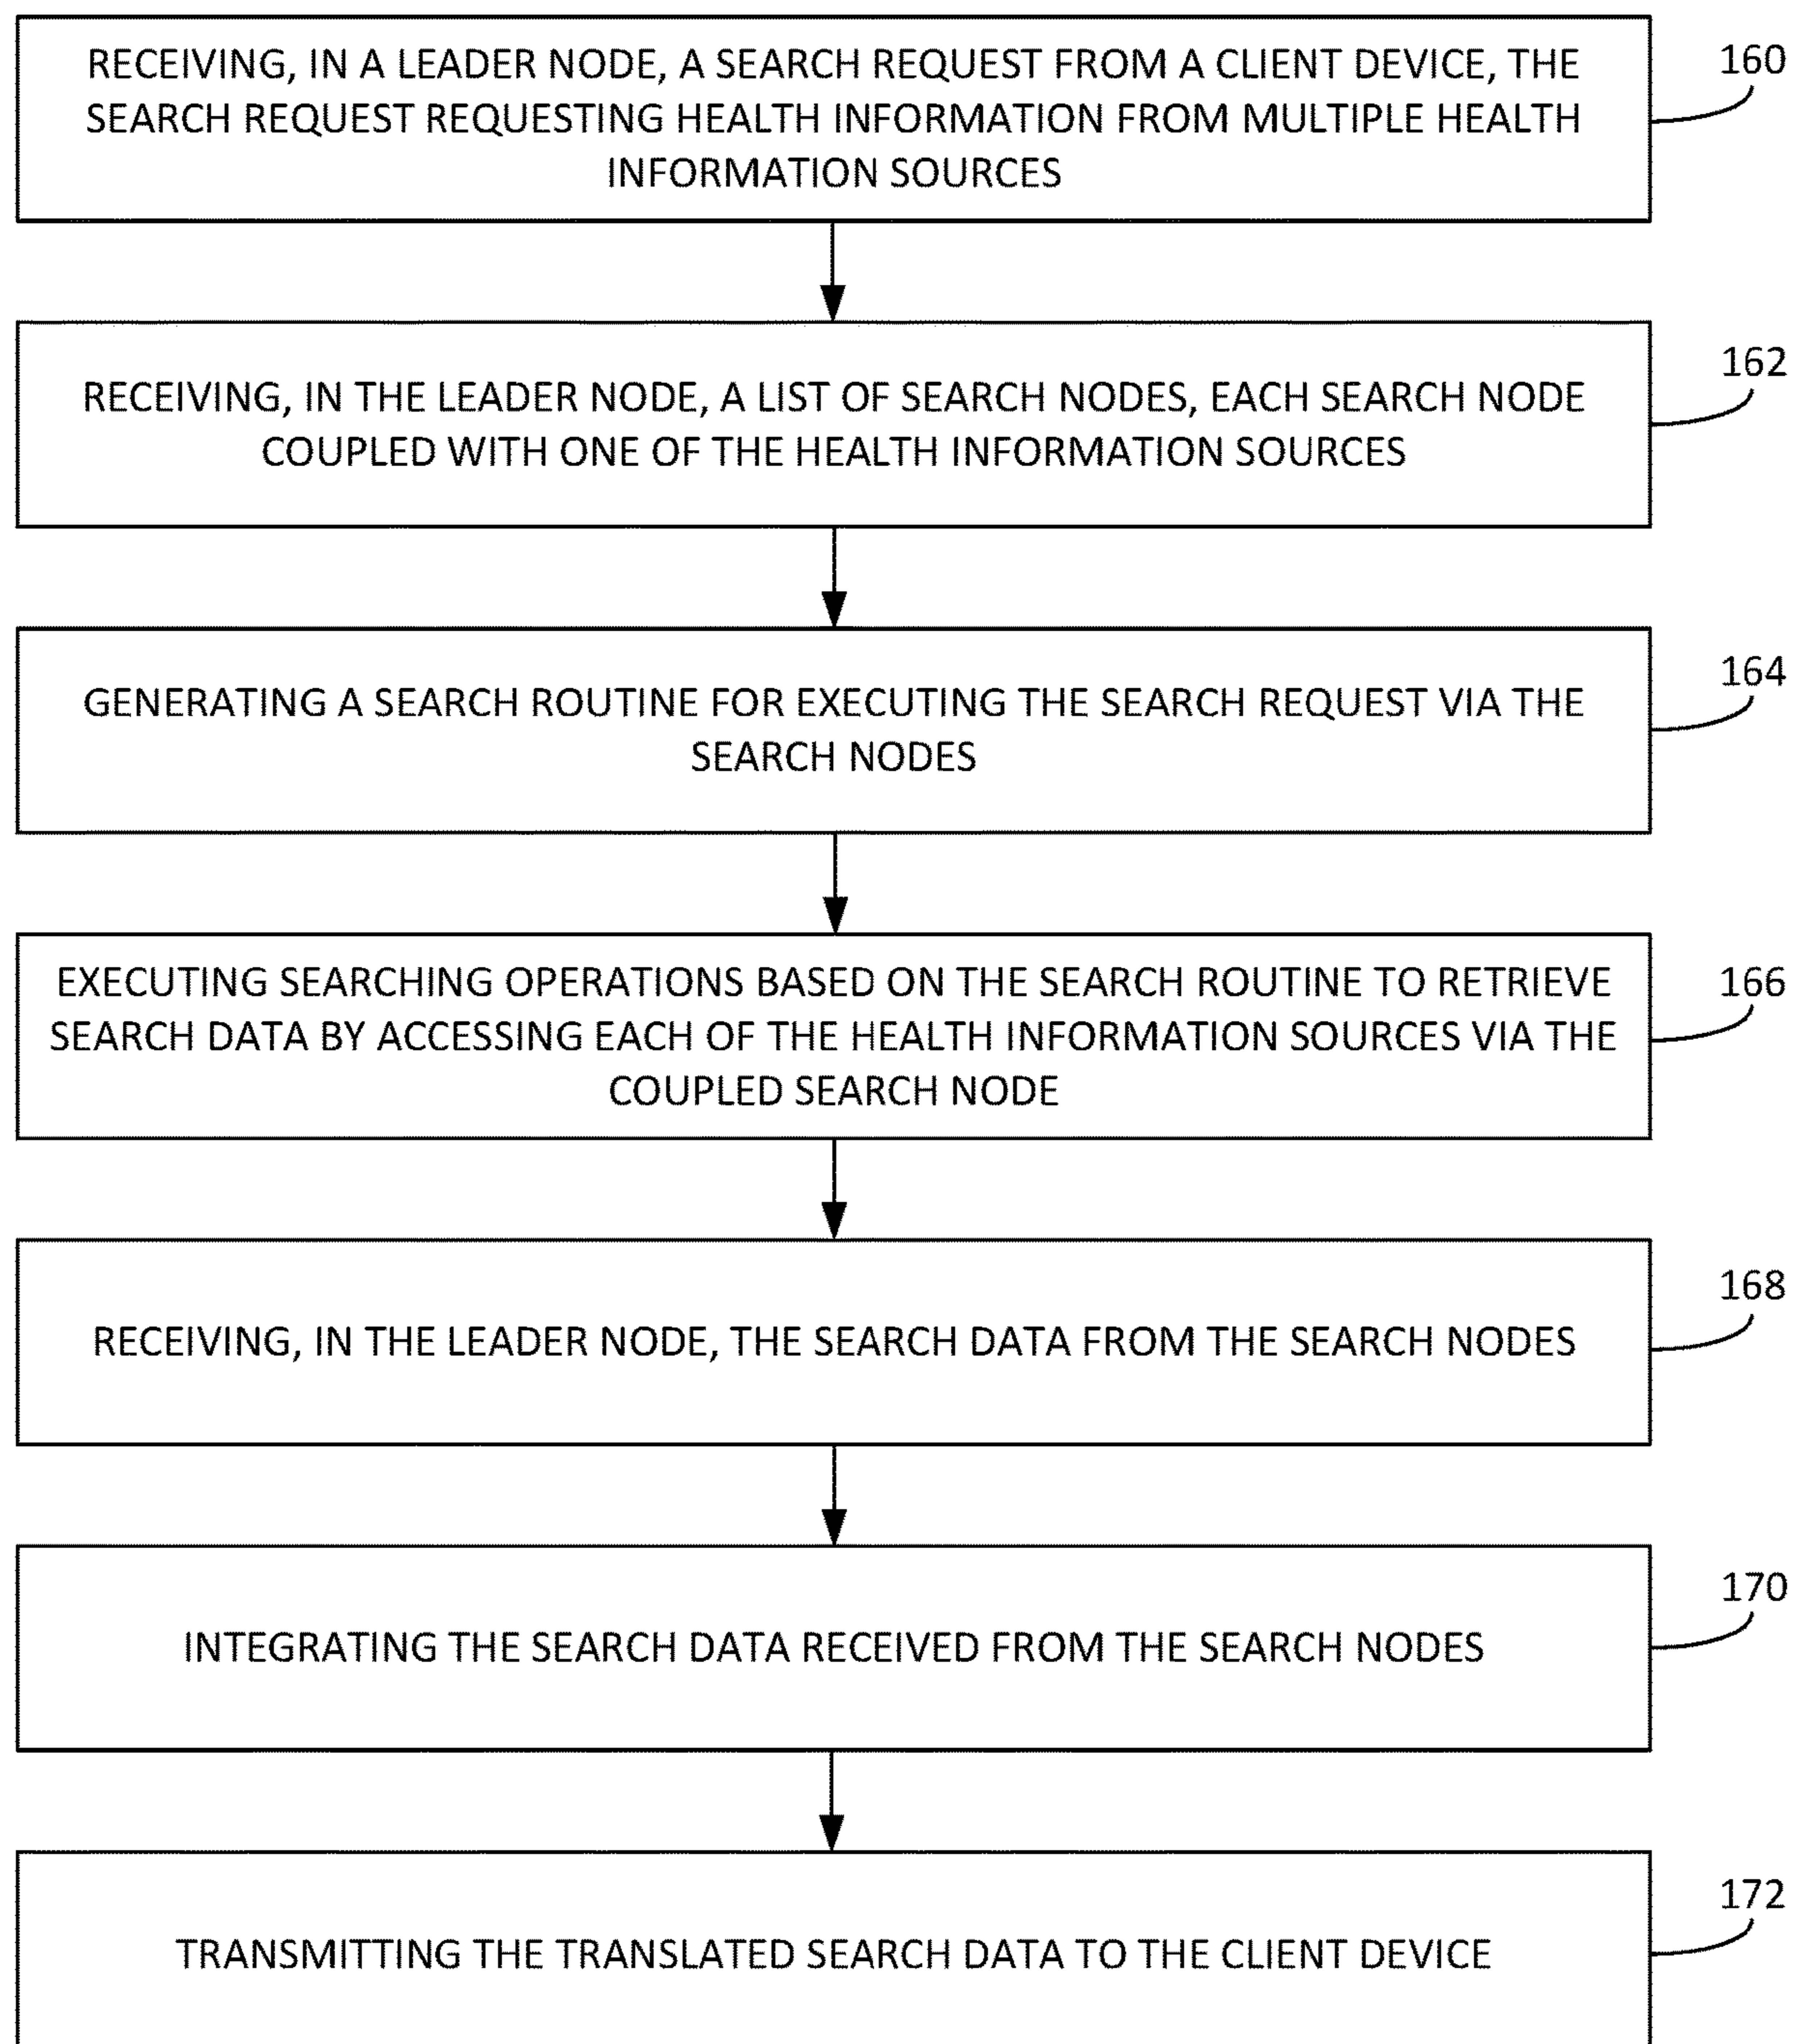 RECEIVING, IN A LEADER NODE, A SEARCH REQUEST FROM A CLIENT DEVICE, THE
SEARCH REQUEST REQUESTING HEALTH INFORMATION FROM MULTIPLE HEALTH
INFORMATION SOURCES
160
RECEIVING, IN THE LEADER NODE, A LIST OF SEARCH NODES, EACH SEARCH NODE
COUPLED WITH ONE OF THE HEALTH INFORMATION SOURCES
162
GENERATING A SEARCH ROUTINE FOR EXECUTING THE SEARCH REQUEST VIA THE
SEARCH NODES
164
EXECUTING SEARCHING OPERATIONS BASED ON THE SEARCH ROUTINE TO RETRIEVE
SEARCH DATA BY ACCESSING EACH OF THE HEALTH INFORMATION SOURCES VIA THE
COUPLED SEARCH NODE
166
RECEIVING, IN THE LEADER NODE, THE SEARCH DATA FROM THE SEARCH NODES
168
INTEGRATING THE SEARCH DATA RECEIVED FROM THE SEARCH NODES
170
TRANSMITTING THE TRANSLATED SEARCH DATA TO THE CLIENT DEVICE
172